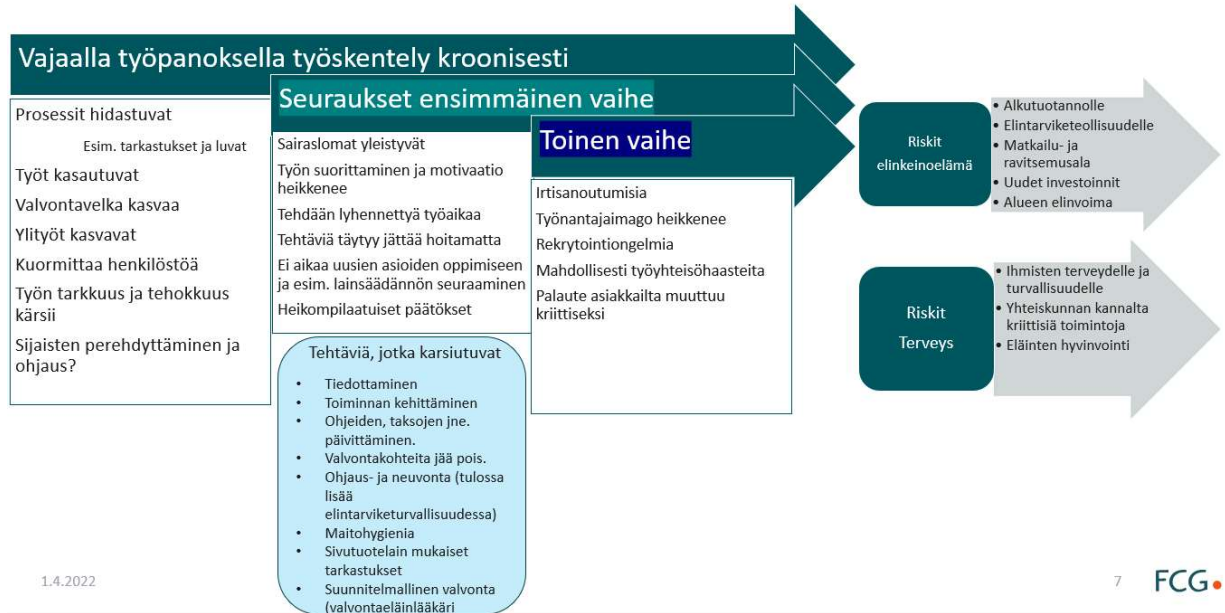 Vajaalla työpanoksella työskentely kroonisesti
Prosessit hidastuvat
Esim. tarkastukset ja luvat
Työt kasautuvat
Valvontavelka kasvaa
Ylityöt kasvavat
Kuormittaa henkilöstöä
Työn tarkkuus ja tehokkuus
kärsii
Sijaisten perehdyttäminen ja
ohjaus?
Seuraukset ensimmäinen vaihe
Sairaslomat yleistyvät
Työn suorittaminen ja motivaatio
heikkenee
Tehdään lyhennettyä työaikaa
Tehtäviä täytyy jättää hoitamatta
Ei aikaa uusien asioiden oppimiseen
ja esim. lainsäädännön seuraaminen
Heikompilaatuiset päätökset
Tehtäviä, jotka karsiutuvat
• Tiedottaminen
• Toiminnan kehittäminen
• Ohjeiden, taksojen jne.
päivittäminen.
• Valvontakohteita jää pois.
• Ohjaus- ja neuvonta (tulossa
lisää
elintarviketurvallisuudessa)
• Maitohygienia
• Sivutuotelain mukaiset
tarkastukset
• Suunnitelmallinen valvonta
(valvontaeläinlääkäri
Toinen vaihe
Irtisanoutumisia
Työnantajaimago heikkenee
Rekrytointiongelmia
Mahdollisesti työyhteisöhaasteita
Palaute asiakkailta muuttuu
kriittiseksi
Riskit
elinkeinoelämä
• Alkutuotannolle
• Elintarviketeollisuudelle
• Matkailu- ja
ravitsemusala
• Uudet investoinnit
• Alueen elinvoima
Riskit
Terveys
• Ihmisten terveydelle ja
turvallisuudelle
• Yhteiskunnan kannalta
kriittisiä toimintoja
• Eläinten hyvinvointi
1.4.2022
7
FCG